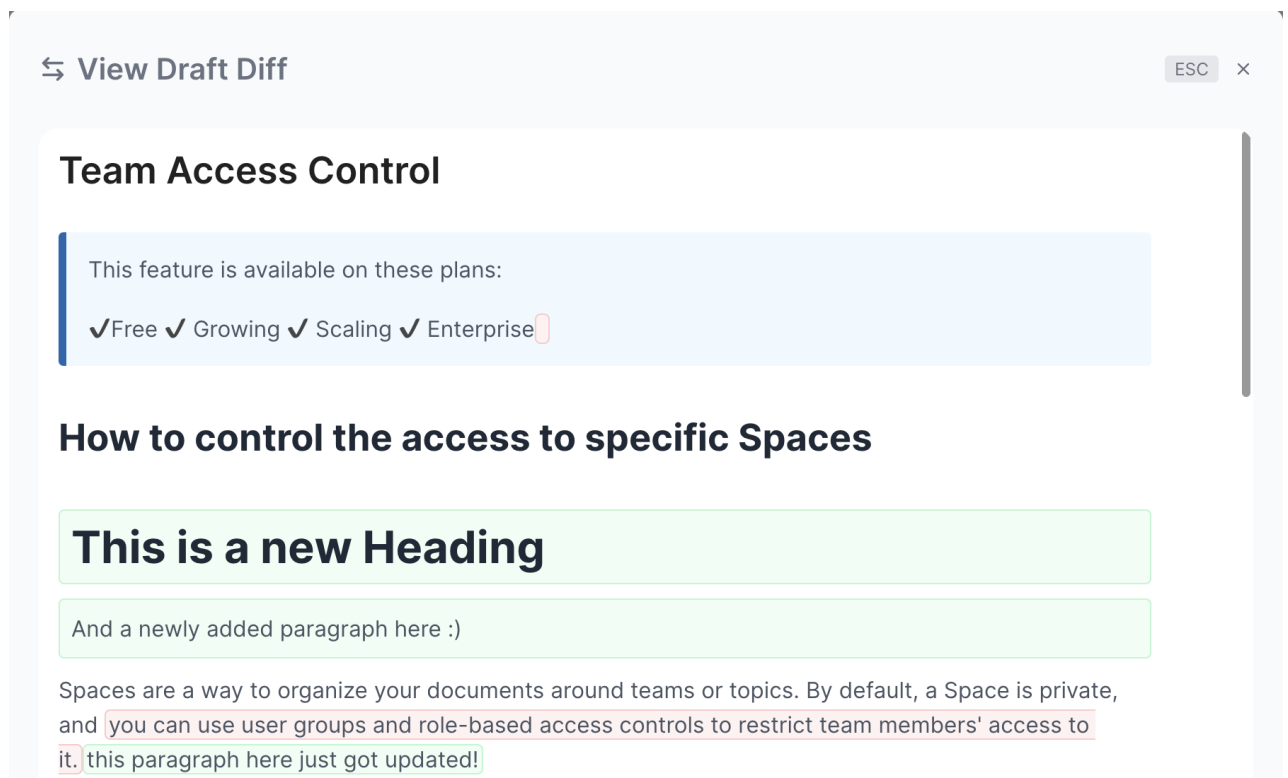 View Draft Diff
ESC ×
Team Access Control
This feature is available on these plans:
✔Free ✔ Growing ✔ Scaling ✔ Enterprise
How to control the access to specific Spaces
This is a new Heading
And a newly added paragraph here :)
Spaces are a way to organize your documents around teams or topics. By default, a Space is private,
and you can use user groups and role-based access controls to restrict team members' access to
it. this paragraph here just got updated!